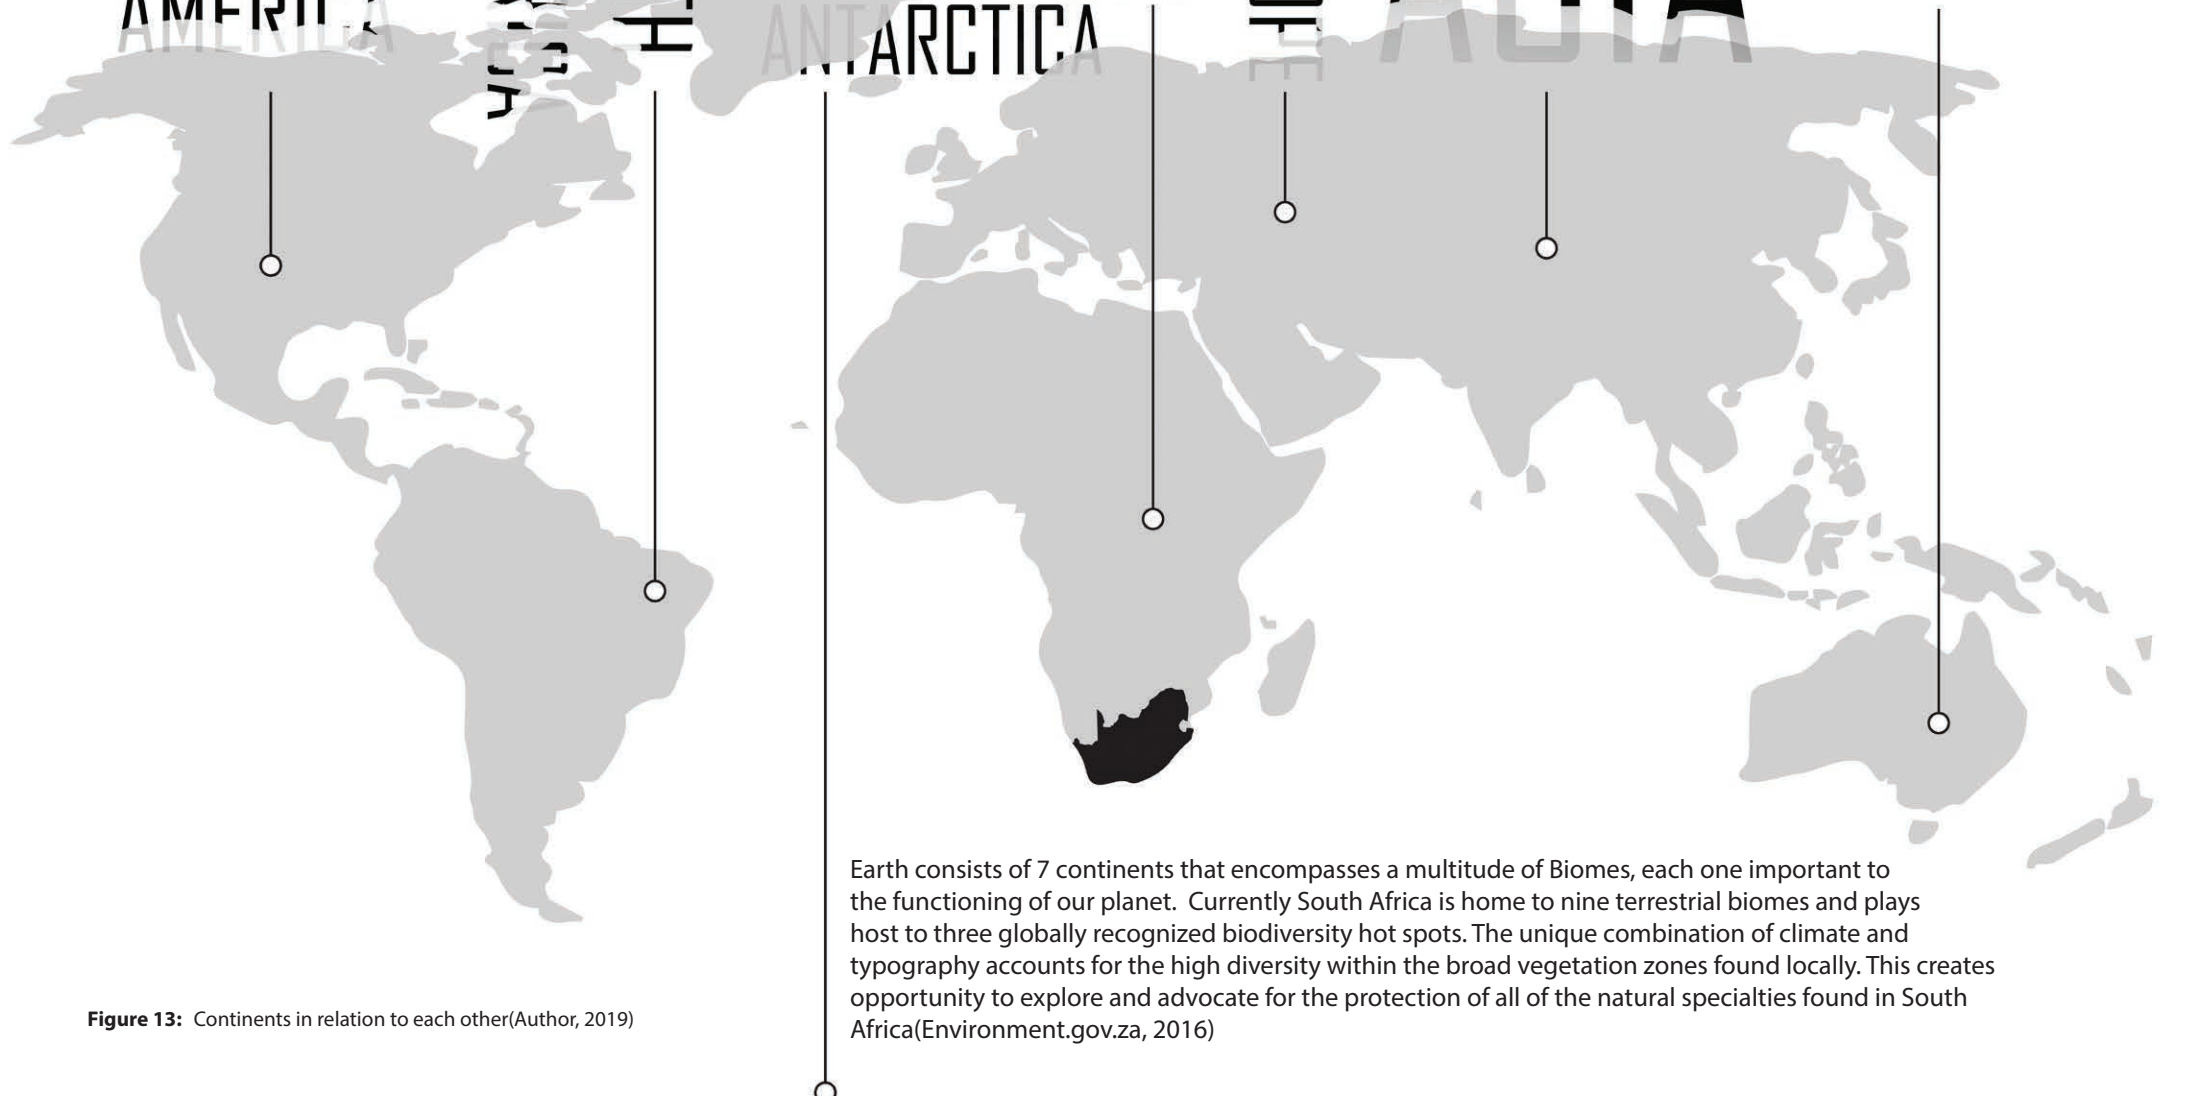 AMERICA
ANTARCTICA
ASIA
Earth consists of 7 continents that encompasses a multitude of Biomes, each one important to
the functioning of our planet.  Currently South Africa is home to nine terrestrial biomes and plays
host to three globally recognized biodiversity hot spots. The unique combination of climate and
typography accounts for the high diversity within the broad vegetation zones found locally. This creates
opportunity to explore and advocate for the protection of all of the natural specialties found in South
Africa(Environment.gov.za, 2016)
Figure 13:  Continents in relation to each other(Author, 2019)